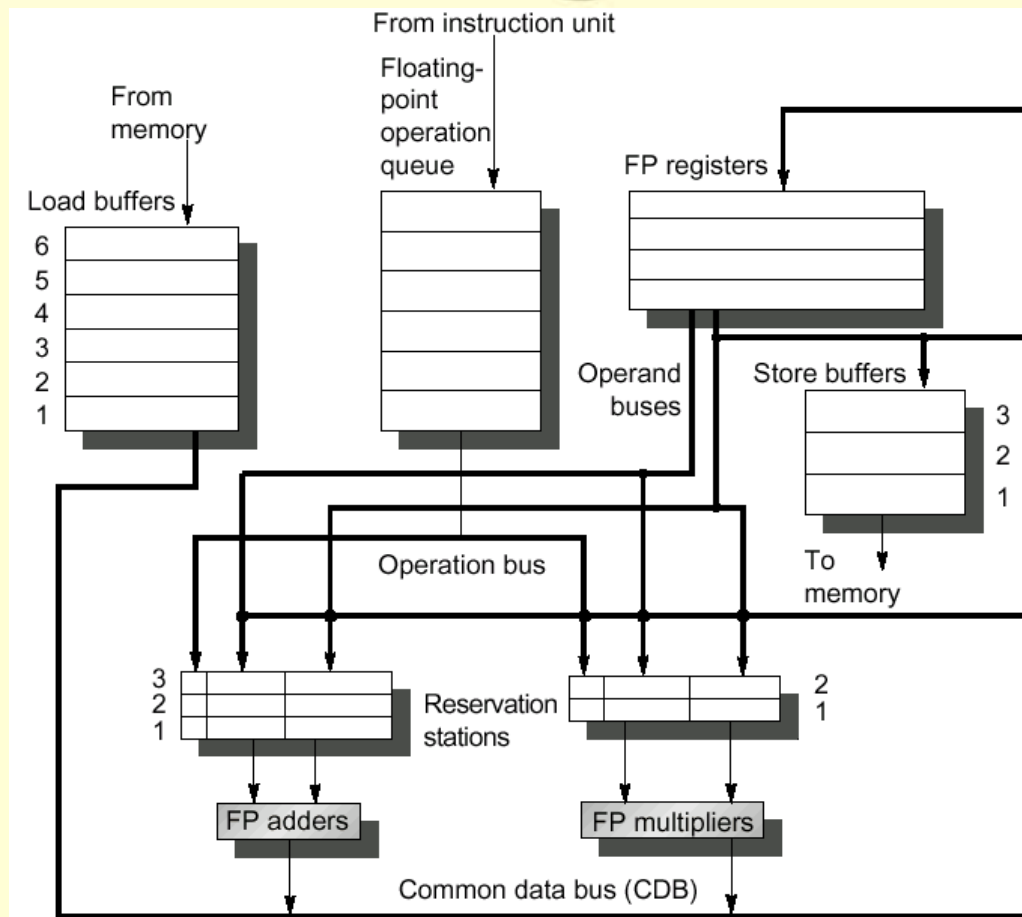 From instruction unit
Floating-
point
operation
queue
From
memory
FP registers
Load buffers
6
5
4
3
2
1
Operand
buses
Store buffers
3
2
1
To
memory
Operation bus
3
2
1
Reservation
stations
2
1
FP adders
FP multipliers
Common data bus (CDB)